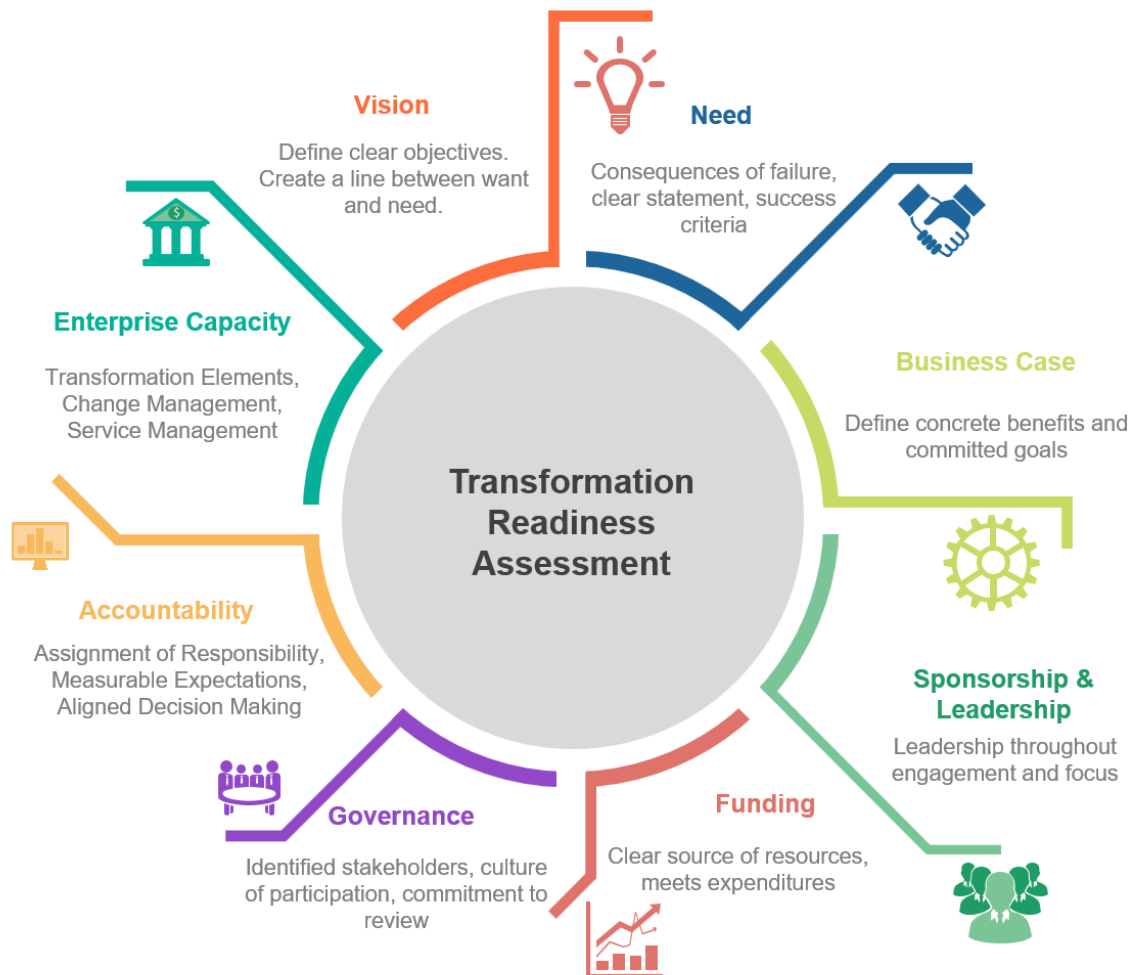 Vision
Define clear objectives.
Create a line between want
and need.
Need
Consequences of failure,
clear statement, success
criteria
Business Case
Define concrete benefits and
committed goals
Sponsorship &
Leadership
Leadership throughout
engagement and focus
Funding
Clear source of resources,
meets expenditures
Governance
Identified stakeholders, culture
of participation, commitment to
review
Accountability
Assignment of Responsibility,
Measurable Expectations,
Aligned Decision Making
Enterprise Capacity
Transformation Elements,
Change Management,
Service Management
$
Transformation
Readiness
Assessment